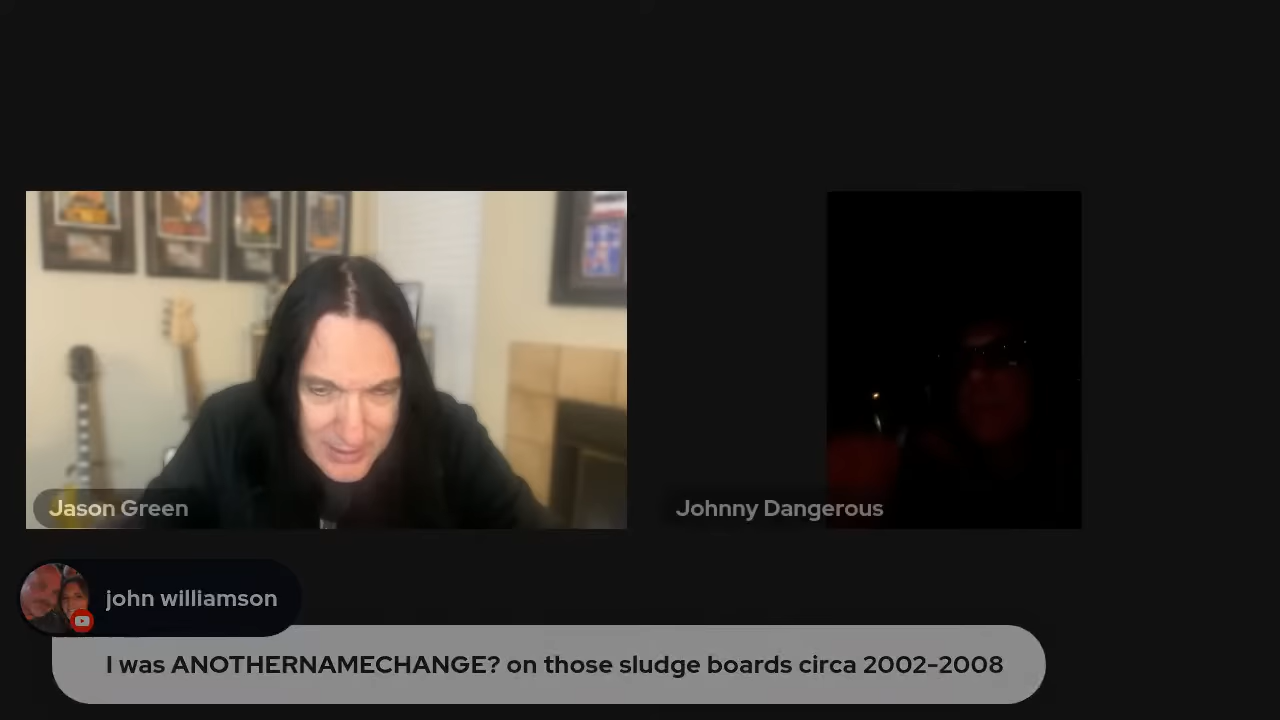 Jason Green
Johnny Dangerous
john williamson
I was ANOTHERNAMECHANGE? on those sludge boards circa 2002-2008